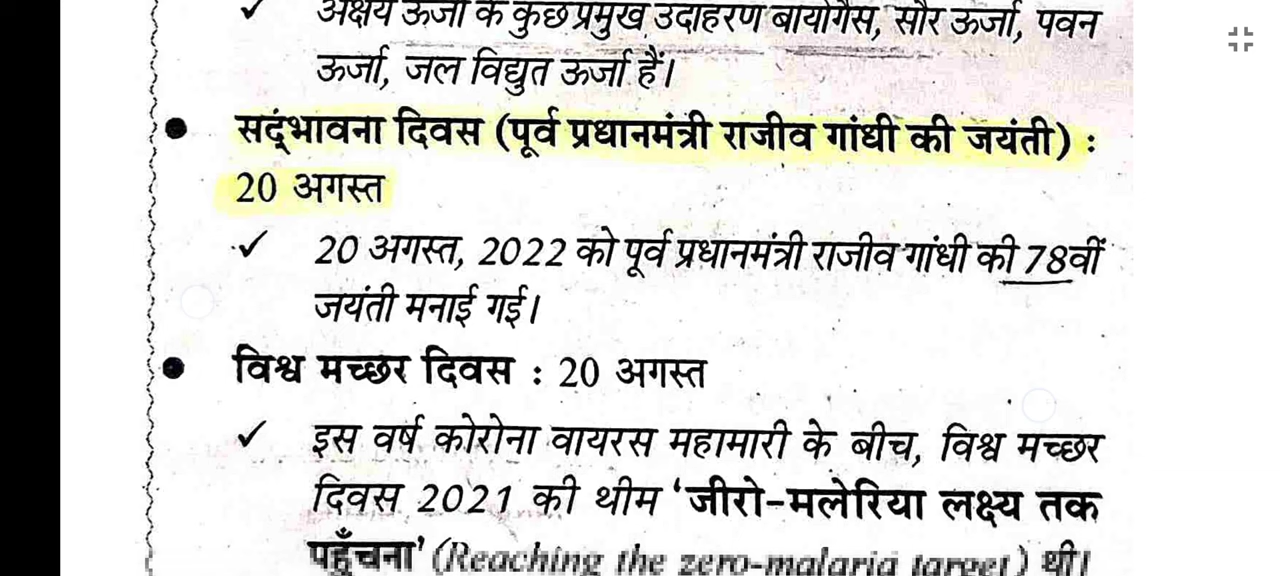 ✓ अक्षय ऊर्जा के कुछ प्रमुख उदाहरण बायोगैस, सौर ऊर्जा, पवन
ऊर्जा, जल विद्युत ऊर्जा हैं।
● सद्भावना दिवस (पूर्व प्रधानमंत्री राजीव गांधी की जयंती) :
20 अगस्त
✓ 20 अगस्त, 2022 को पूर्व प्रधानमंत्री राजीव गांधी की 78वीं
जयंती मनाई गई।
● विश्व मच्छर दिवस : 20 अगस्त
✓ इस वर्ष कोरोना वायरस महामारी के बीच, विश्व मच्छर
दिवस 2021 की थीम ‘जीरो-मलेरिया लक्ष्य तक
पहुँचना’ (Reaching the zero-malaria target) थी।